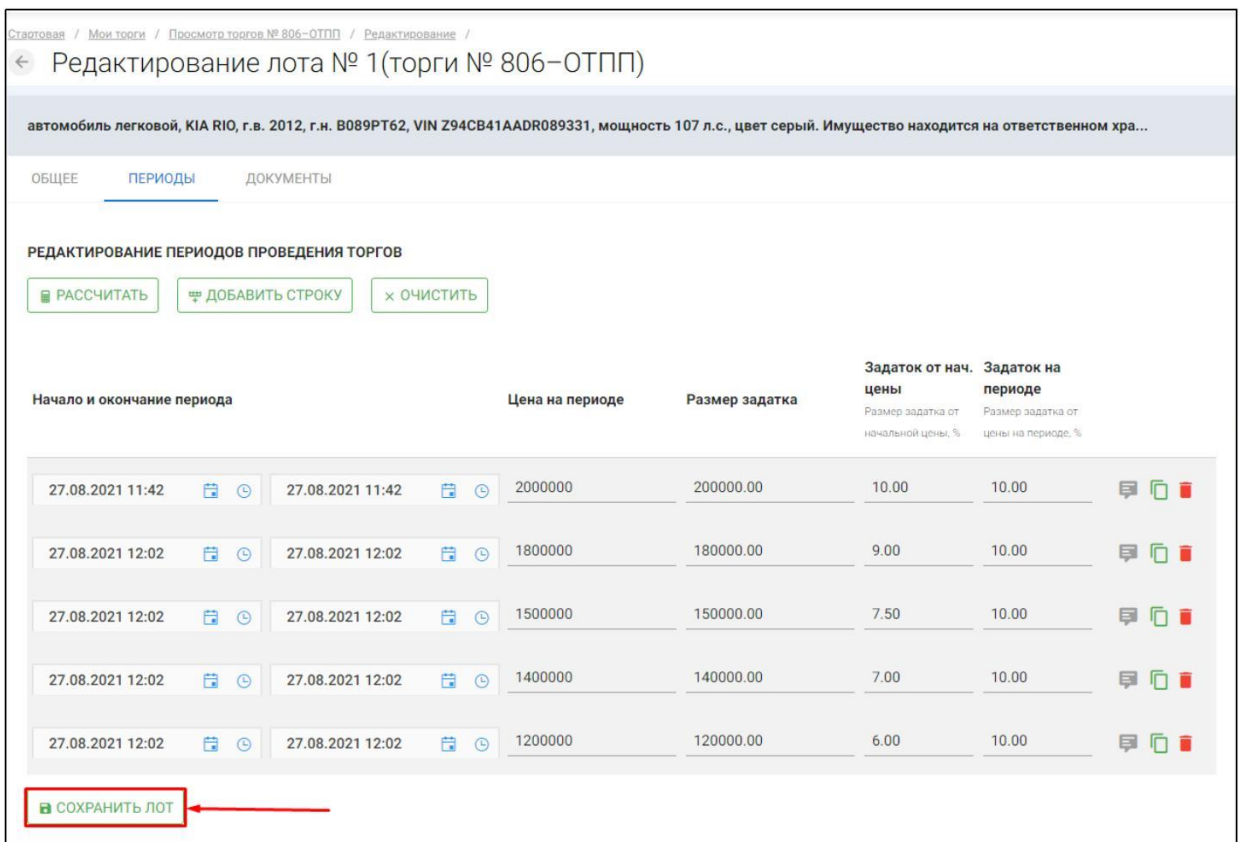 Стартовая / Мои торги / Просмотр торгов № 806-ОТПП / Редактирование /
Редактирование лота № 1(торги № 806-ОТПП)
автомобиль легковой, KIA RIO, г.в. 2012, г.н. В089РТ62, VIN Z94CB41AADR089331, мощность 107 л.с., цвет серый. Имущество находится на ответственном хра...
ОБЩЕЕ ПЕРИОДЫ ДОКУМЕНТЫ
РЕДАКТИРОВАНИЕ ПЕРИОДОВ ПРОВЕДЕНИЯ ТОРГОВ
РАССЧИТАТЬ ДОБАВИТЬ СТРОКУ × ОЧИСТИТЬ
Начало и окончание периода
Цена на периоде
Размер задатка
Задаток от нач.
цены
Размер задатка от
начальной цены, %
Задаток на
периоде
Размер задатка от
цены на периоде, %
27.08.2021 11:42 27.08.2021 11:42 2000000 200000.00 10.00 10.00
27.08.2021 12:02 27.08.2021 12:02 1800000 180000.00 9.00 10.00
27.08.2021 12:02 27.08.2021 12:02 1500000 150000.00 7.50 10.00
27.08.2021 12:02 27.08.2021 12:02 1400000 140000.00 7.00 10.00
27.08.2021 12:02 27.08.2021 12:02 1200000 120000.00 6.00 10.00
СОХРАНИТЬ ЛОТ